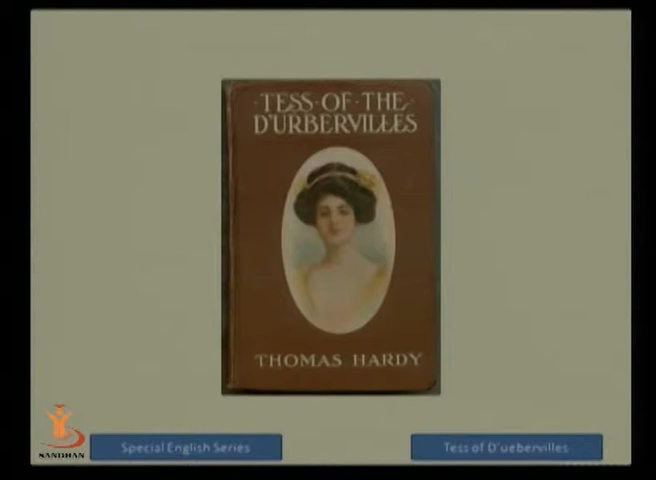 ·TESS·OF·THE·
D'URBERVILLES
THOMAS HARDY
SANDHAN
Special English Series
Tess of D'uebervilles